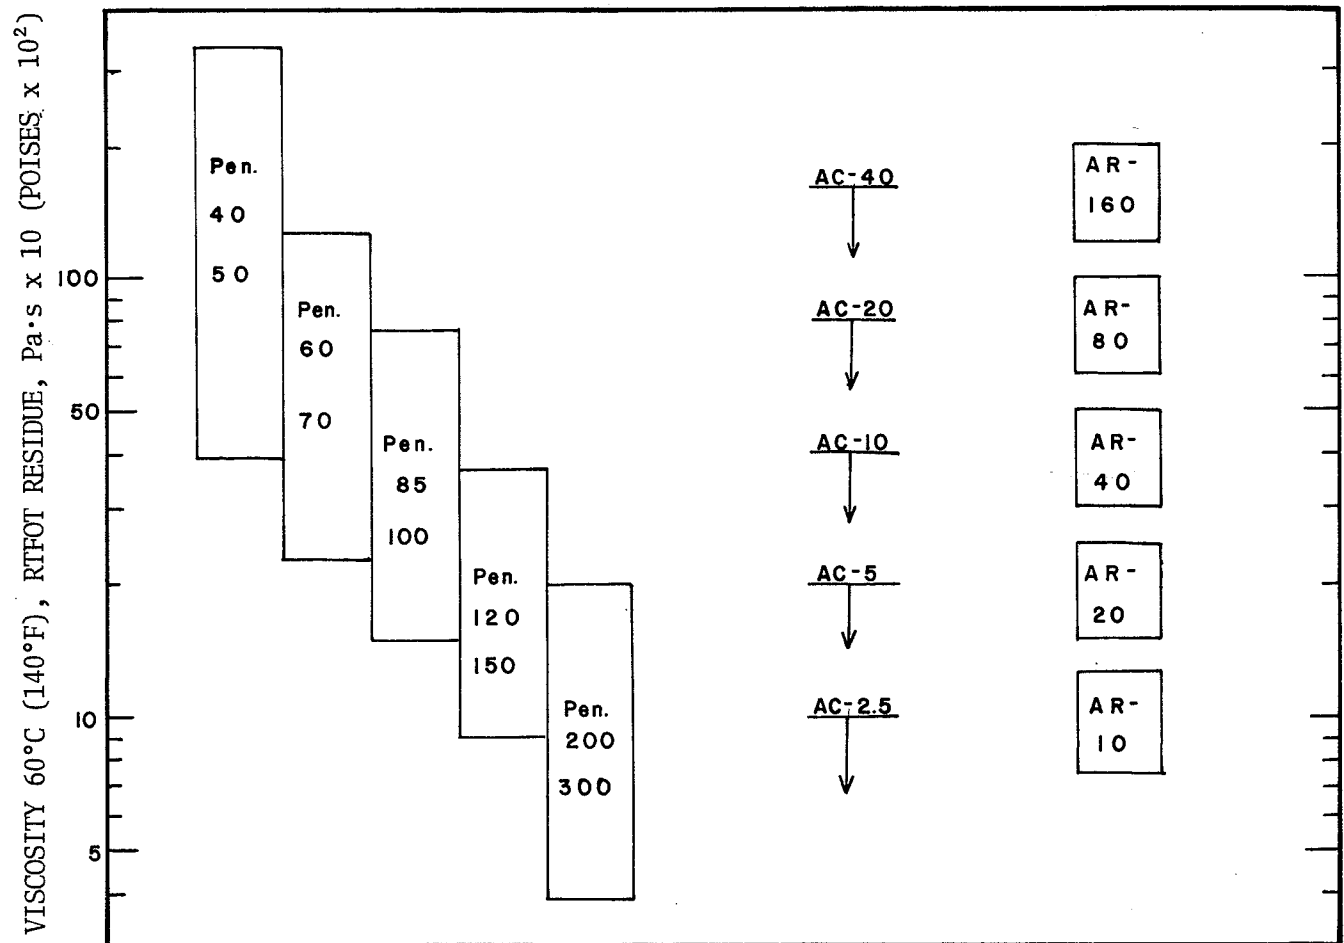 VISCOSITY 60°C (140°F), RTFOT RESIDUE, Pa·s x 10 (POISES x 10²)
100
50
10
5
Pen.
40
50
Pen.
60
70
Pen.
85
100
Pen.
120
150
Pen.
200
300
AC-40
AC-20
AC-10
AC-5
AC-2.5
AR-
160
AR-
80
AR-
40
AR-
20
AR-
10